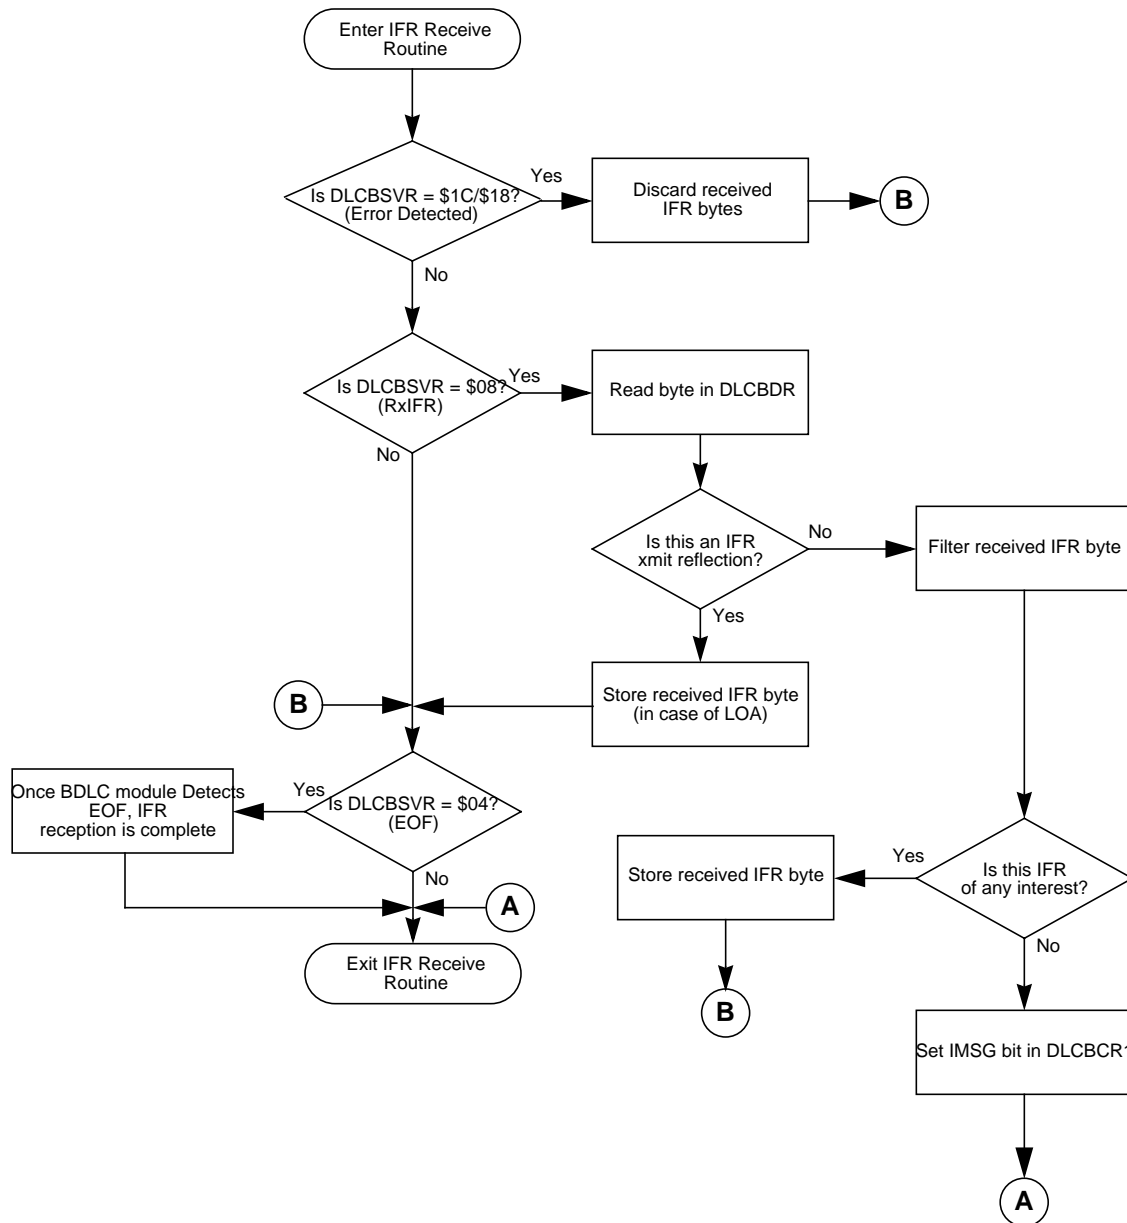 Enter IFR Receive
Routine
Is DLCBSVR = $1C/$18?
(Error Detected)
Yes
Discard received
IFR bytes
B
No
Is DLCBSVR = $08?
(RxIFR)
Yes
Read byte in DLCBDR
No
Is this an IFR
xmit reflection?
No
Filter received IFR byte
Yes
B
Store received IFR byte
(in case of LOA)
Once BDLC module Detects
EOF, IFR
reception is complete
Yes
Is DLCBSVR = $04?
(EOF)
No
A
Exit IFR Receive
Routine
Store received IFR byte
Yes
Is this IFR
of any interest?
No
B
Set IMSG bit in DLCBCR1
A